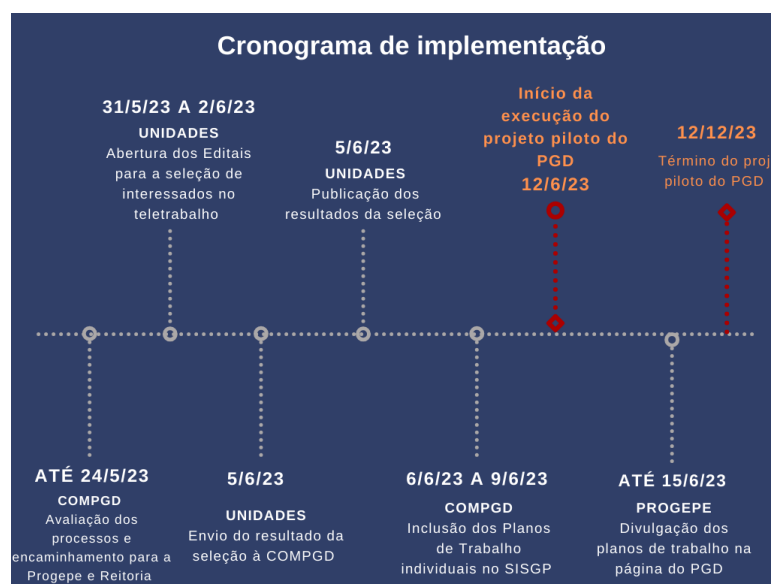 Cronograma de implementação
31/5/23 A 2/6/23
UNIDADES
Abertura dos Editais
para a seleção de
interessados no
teletrabalho
5/6/23
UNIDADES
Publicação dos
resultados da seleção
Início da
execução do
projeto piloto do
PGD
12/6/23
12/12/23
Término do proj
piloto do PGD
ATÉ 24/5/23
COMPGD
Avaliação dos
processos e
encaminhamento para a
Progepe e Reitoria
5/6/23
UNIDADES
Envio do resultado da
seleção à COMPGD
6/6/23 A 9/6/23
COMPGD
Inclusão dos Planos
de Trabalho
individuais no SISGP
ATÉ 15/6/23
PROGEPE
Divulgação dos
planos de trabalho na
página do PGD